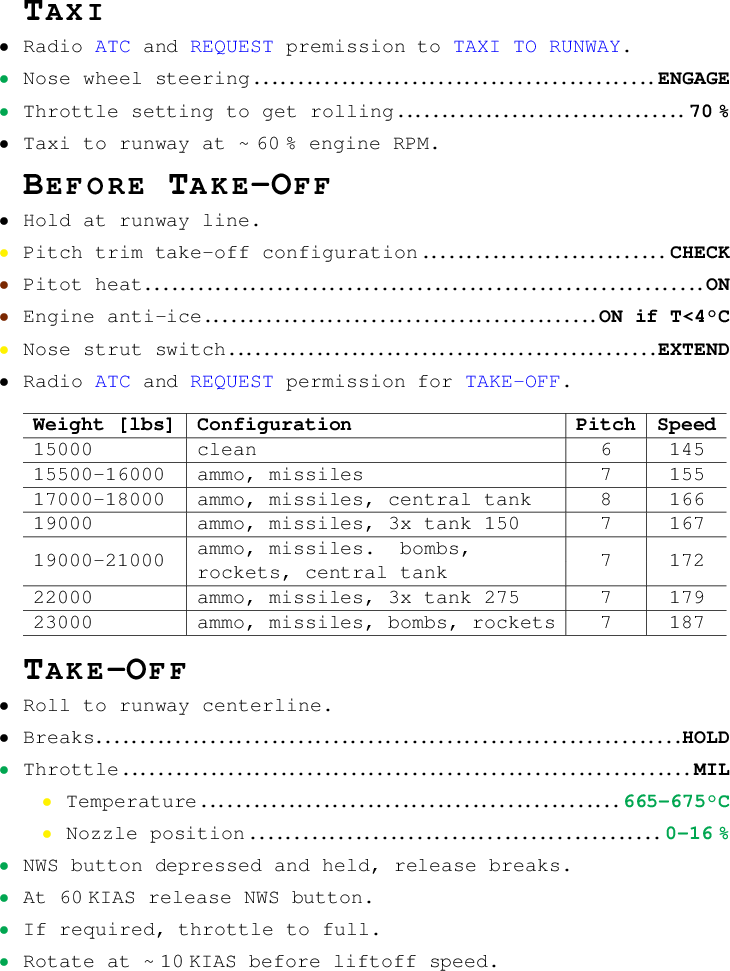 TAXI
• Radio ATC and REQUEST premission to TAXI TO RUNWAY.
• Nose wheel steering..............................................ENGAGE
• Throttle setting to get rolling................................. 70 %
• Taxi to runway at ~ 60 % engine RPM.
BEFORE TAKE-OFF
• Hold at runway line.
• Pitch trim take-off configuration............................CHECK
• Pitot heat................................................................ON
• Engine anti-ice.............................................ON if T<4°C
• Nose strut switch.................................................EXTEND
• Radio ATC and REQUEST permission for TAKE-OFF.
Weight [lbs] Configuration Pitch Speed
15000 clean 6 145
15500-16000 ammo, missiles 7 155
17000-18000 ammo, missiles, central tank 8 166
19000 ammo, missiles, 3x tank 150 7 167
19000-21000 ammo, missiles. bombs, 7 172
rockets, central tank
22000 ammo, missiles, 3x tank 275 7 179
23000 ammo, missiles, bombs, rockets 7 187
TAKE-OFF
• Roll to runway centerline.
• Breaks...................................................................HOLD
• Throttle.................................................................MIL
• Temperature................................................ 665-675°C
• Nozzle position............................................... 0-16 %
• NWS button depressed and held, release breaks.
• At 60 KIAS release NWS button.
• If required, throttle to full.
• Rotate at ~ 10 KIAS before liftoff speed.